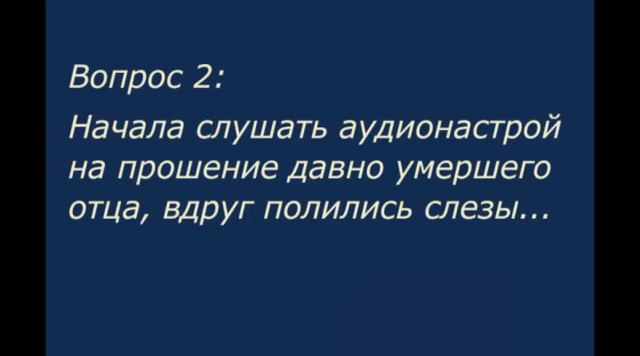 Вопрос 2:
Начала слушать аудионастрой
на прошение давно умершего
отца, вдруг полились слезы...